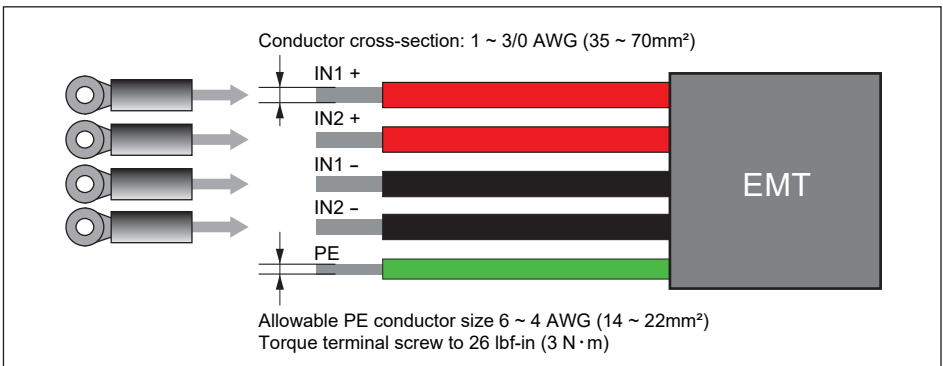 Conductor cross-section: 1 ~ 3/0 AWG (35 ~ 70mm²)
IN1 +
IN2 +
IN1 –
IN2 –
PE
EMT
Allowable PE conductor size 6 ~ 4 AWG (14 ~ 22mm²)
Torque terminal screw to 26 lbf-in (3 N·m)